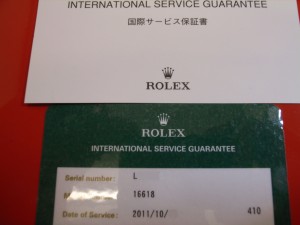 INTERNATIONAL SERVICE GUARANTEE
国際サービス保証書
ROLEX
ROLEX
INTERNATIONAL SERVICE GUARANTEE
Serial number: L
16618
Date of Service: 2011/10/ 410